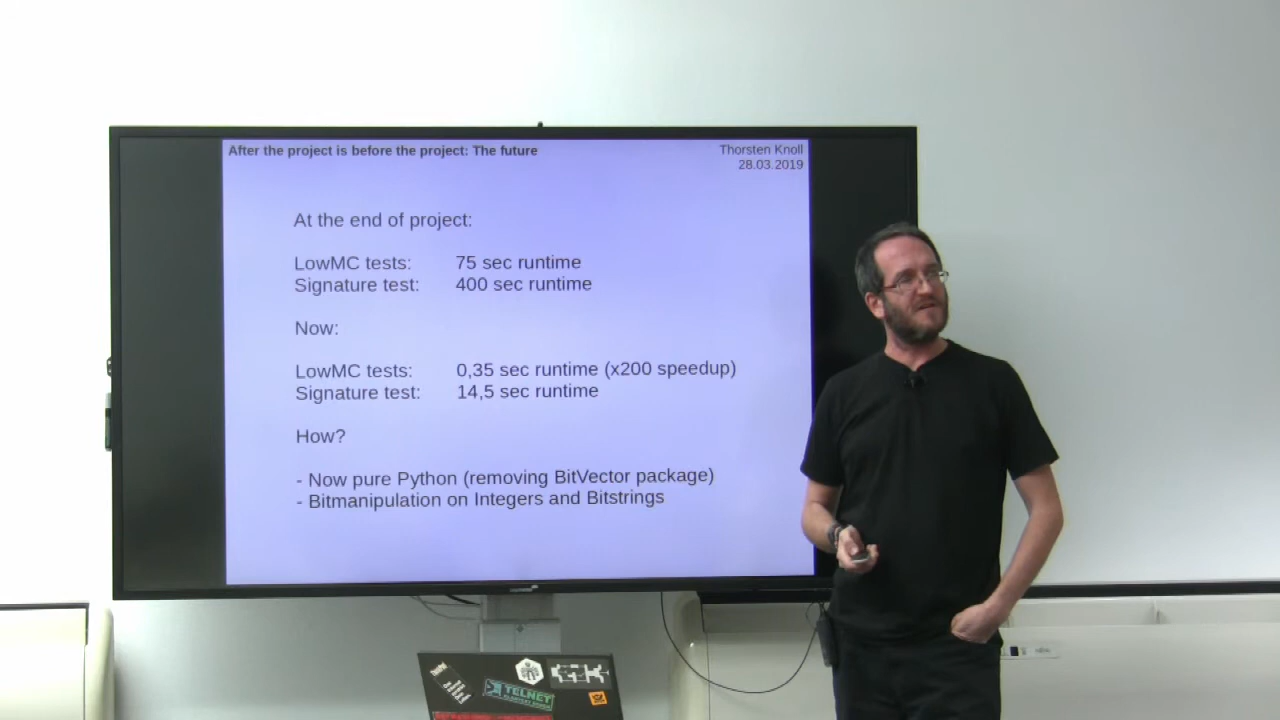 After the project is before the project: The future
Thorsten Knoll
28.03.2019
At the end of project:
LowMC tests: 75 sec runtime
Signature test: 400 sec runtime
Now:
LowMC tests: 0,35 sec runtime (x200 speedup)
Signature test: 14,5 sec runtime
How?
- Now pure Python (removing BitVector package)
- Bitmanipulation on Integers and Bitstrings
TELNET